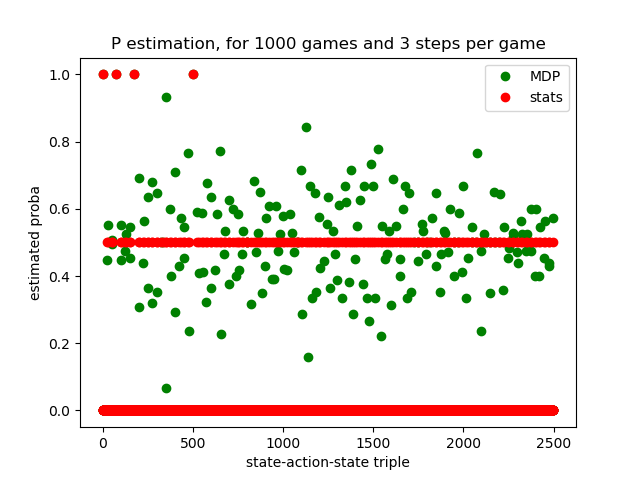 P estimation, for 1000 games and 3 steps per game
MDP
stats
1.0
0.8
0.6
0.4
0.2
0.0
estimated proba
0 500 1000 1500 2000 2500
state-action-state triple